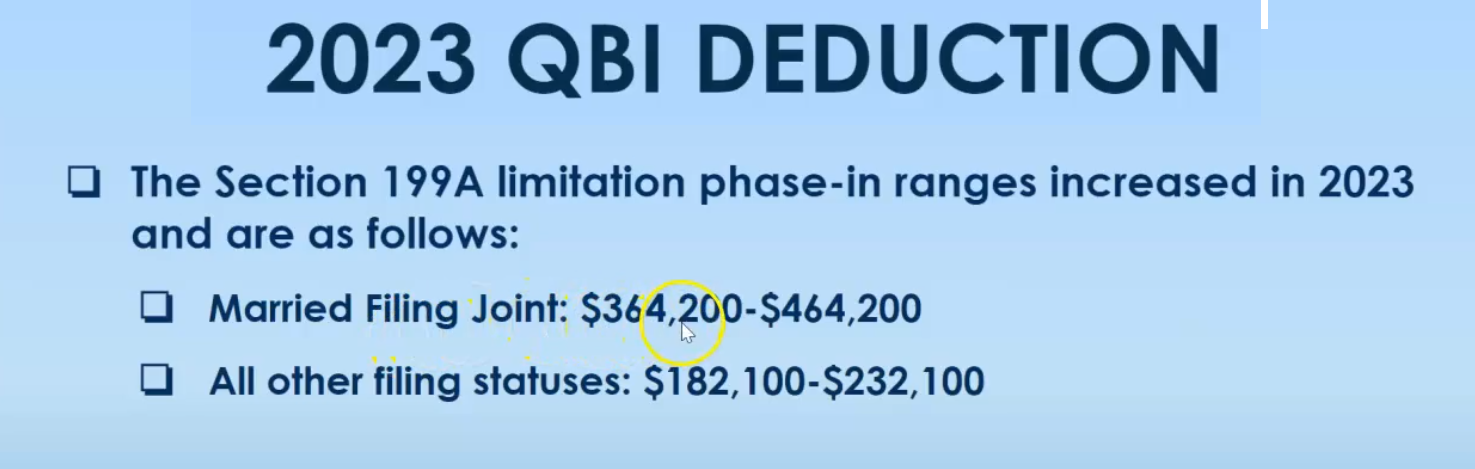 2023 QBI DEDUCTION
❑ The Section 199A limitation phase-in ranges increased in 2023
and are as follows:
❑ Married Filing Joint: $364,200-$464,200
❑ All other filing statuses: $182,100-$232,100